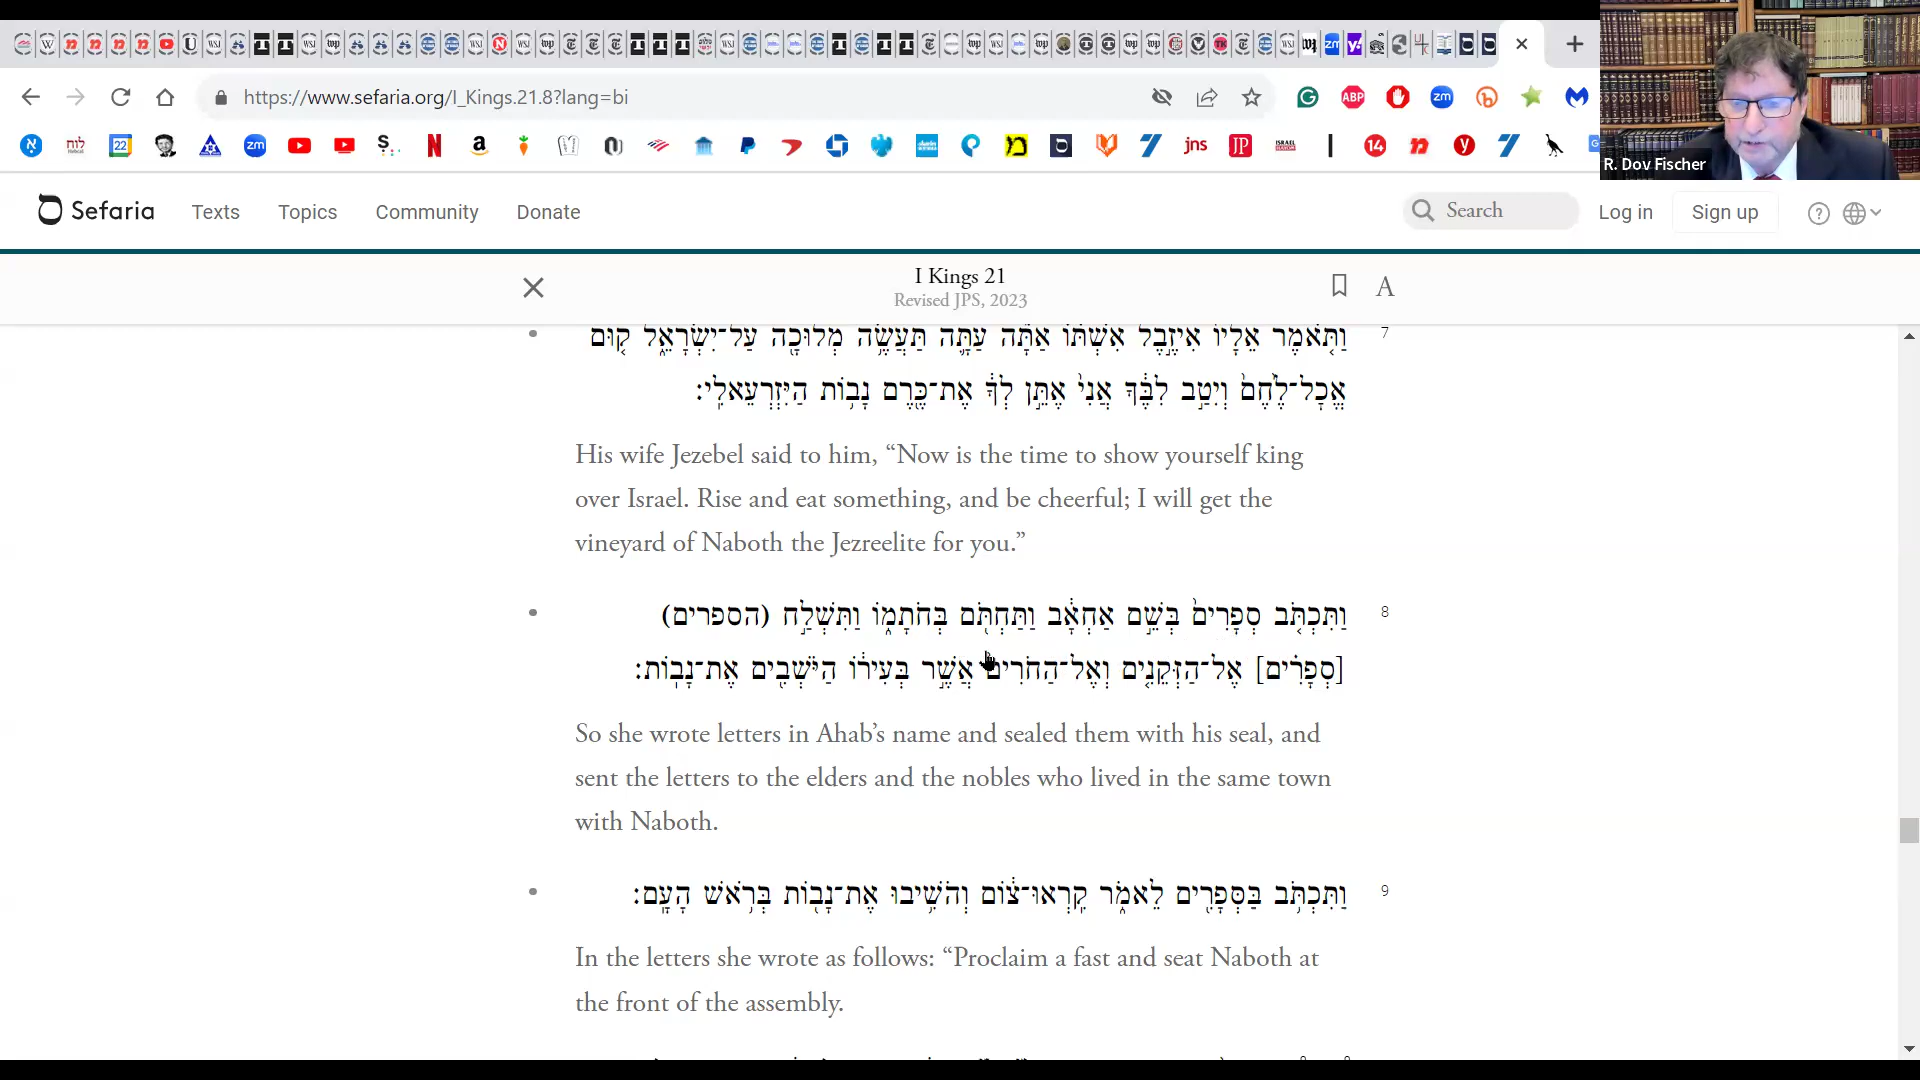 https://www.sefaria.org/I_Kings.21.8?lang=bi
R. Dov Fischer
Sefaria
Texts
Topics
Community
Donate
Search
Log in
Sign up
I Kings 21
Revised JPS, 2023
A
7
וַתֹּ֤אמֶר אֵלָיו֙ אִיזֶ֣בֶל אִשְׁתּ֔וֹ אַתָּ֕ה עַתָּ֛ה תַּעֲשֶׂ֥ה מְלוּכָ֖ה עַל־יִשְׂרָאֵ֑ל ק֤וּם
אֱכׇל־לֶ֙חֶם֙ וְיִטַ֣ב לִבֶּ֔ךָ אֲנִי֙ אֶתֵּ֣ן לְךָ֔ אֶת־כֶּ֖רֶם נָב֥וֹת הַיִּזְרְעֵאלִֽי׃
His wife Jezebel said to him, “Now is the time to show yourself king
over Israel. Rise and eat something, and be cheerful; I will get the
vineyard of Naboth the Jezreelite for you.”
8
וַתִּכְתֹּ֤ב סְפָרִים֙ בְּשֵׁ֣ם אַחְאָ֔ב וַתַּחְתֹּ֖ם בְּחֹתָמ֑וֹ וַתִּשְׁלַ֣ח (הספרים)
[סְפָרִ֗ים] אֶל־הַזְּקֵנִ֤ים וְאֶל־הַחֹרִים֙ אֲשֶׁ֣ר בְּעִיר֔וֹ הַיֹּשְׁבִ֖ים אֶת־נָבֽוֹת׃
So she wrote letters in Ahab’s name and sealed them with his seal, and
sent the letters to the elders and the nobles who lived in the same town
with Naboth.
9
וַתִּכְתֹּ֥ב בַּסְּפָרִ֖ים לֵאמֹ֑ר קִֽרְאוּ־צ֔וֹם וְהֹשִׁ֥יבוּ אֶת־נָב֖וֹת בְּרֹ֥אשׁ הָעָֽם׃
In the letters she wrote as follows: “Proclaim a fast and seat Naboth at
the front of the assembly.